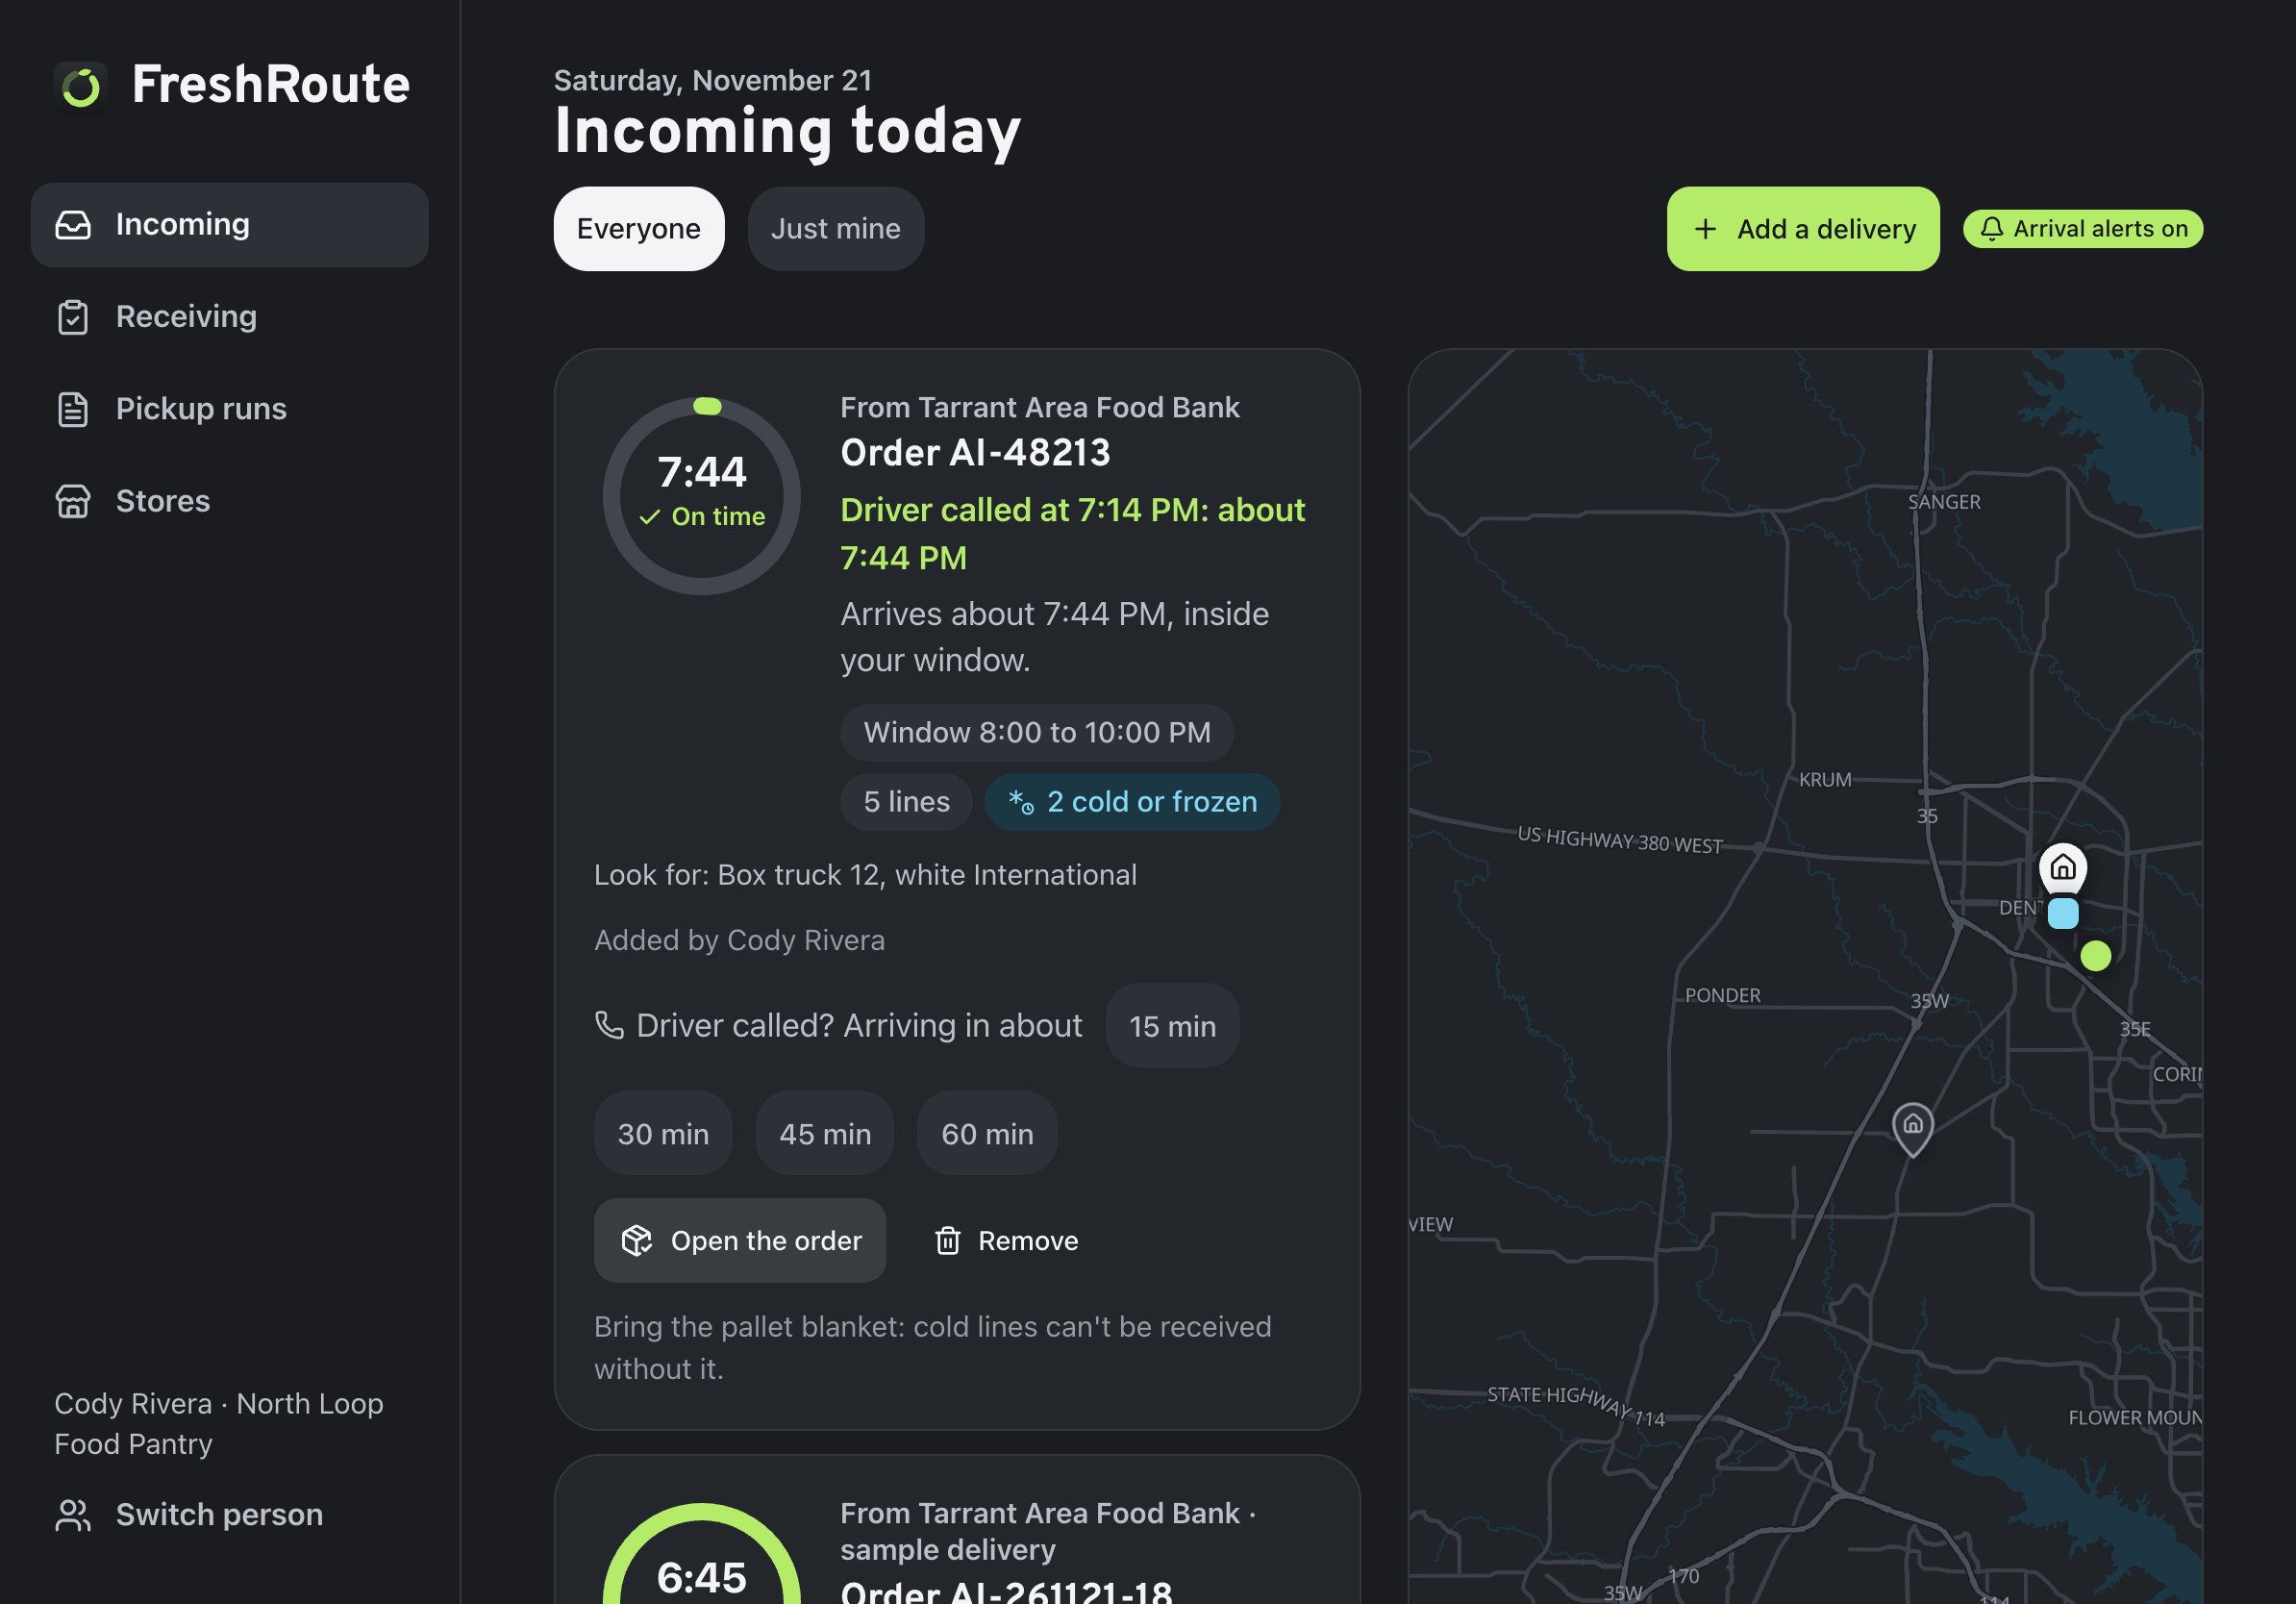 FreshRoute
Incoming
Receiving
Pickup runs
Stores
Cody Rivera · North Loop
Food Pantry
Switch person
Saturday, November 21
Incoming today
Everyone
Just mine
Add a delivery
Arrival alerts on
7:44
On time
From Tarrant Area Food Bank
Order AI-48213
Driver called at 7:14 PM: about
7:44 PM
Arrives about 7:44 PM, inside
your window.
Window 8:00 to 10:00 PM
5 lines
2 cold or frozen
Look for: Box truck 12, white International
Added by Cody Rivera
Driver called? Arriving in about
15 min
30 min
45 min
60 min
Open the order
Remove
Bring the pallet blanket: cold lines can't be received
without it.
6:45
From Tarrant Area Food Bank ·
sample delivery
Order AI-261121-18
SANGER
KRUM
35
US HIGHWAY 380 WEST
DENT
PONDER
35W
35E
CORIN
VIEW
STATE HIGHWAY 114
FLOWER MOUN
170
35W
114